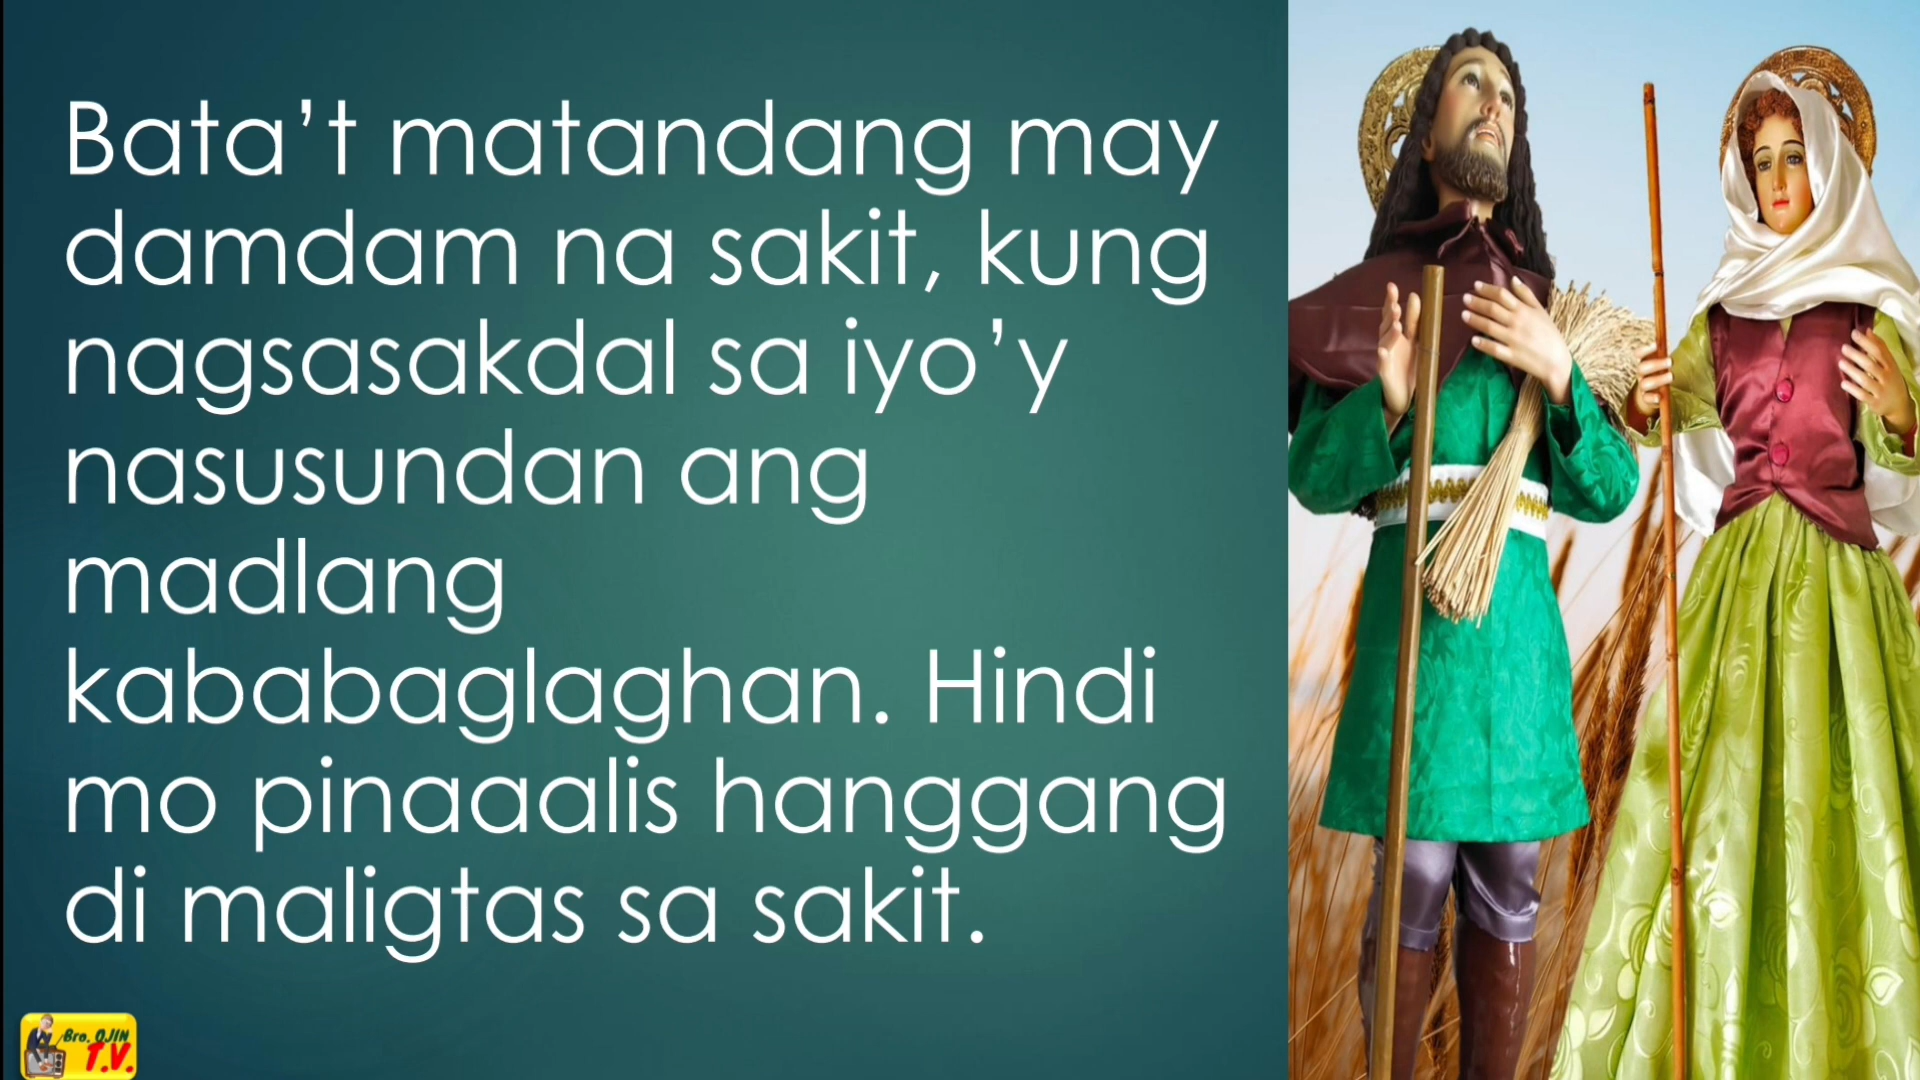 Bata’t matandang may
damdam na sakit, kung
nagsasakdal sa iyo’y
nasusundan ang
madlang
kababaglaghan. Hindi
mo pinaaalis hanggang
di maligtas sa sakit.
Bro. OJIN
T.V.